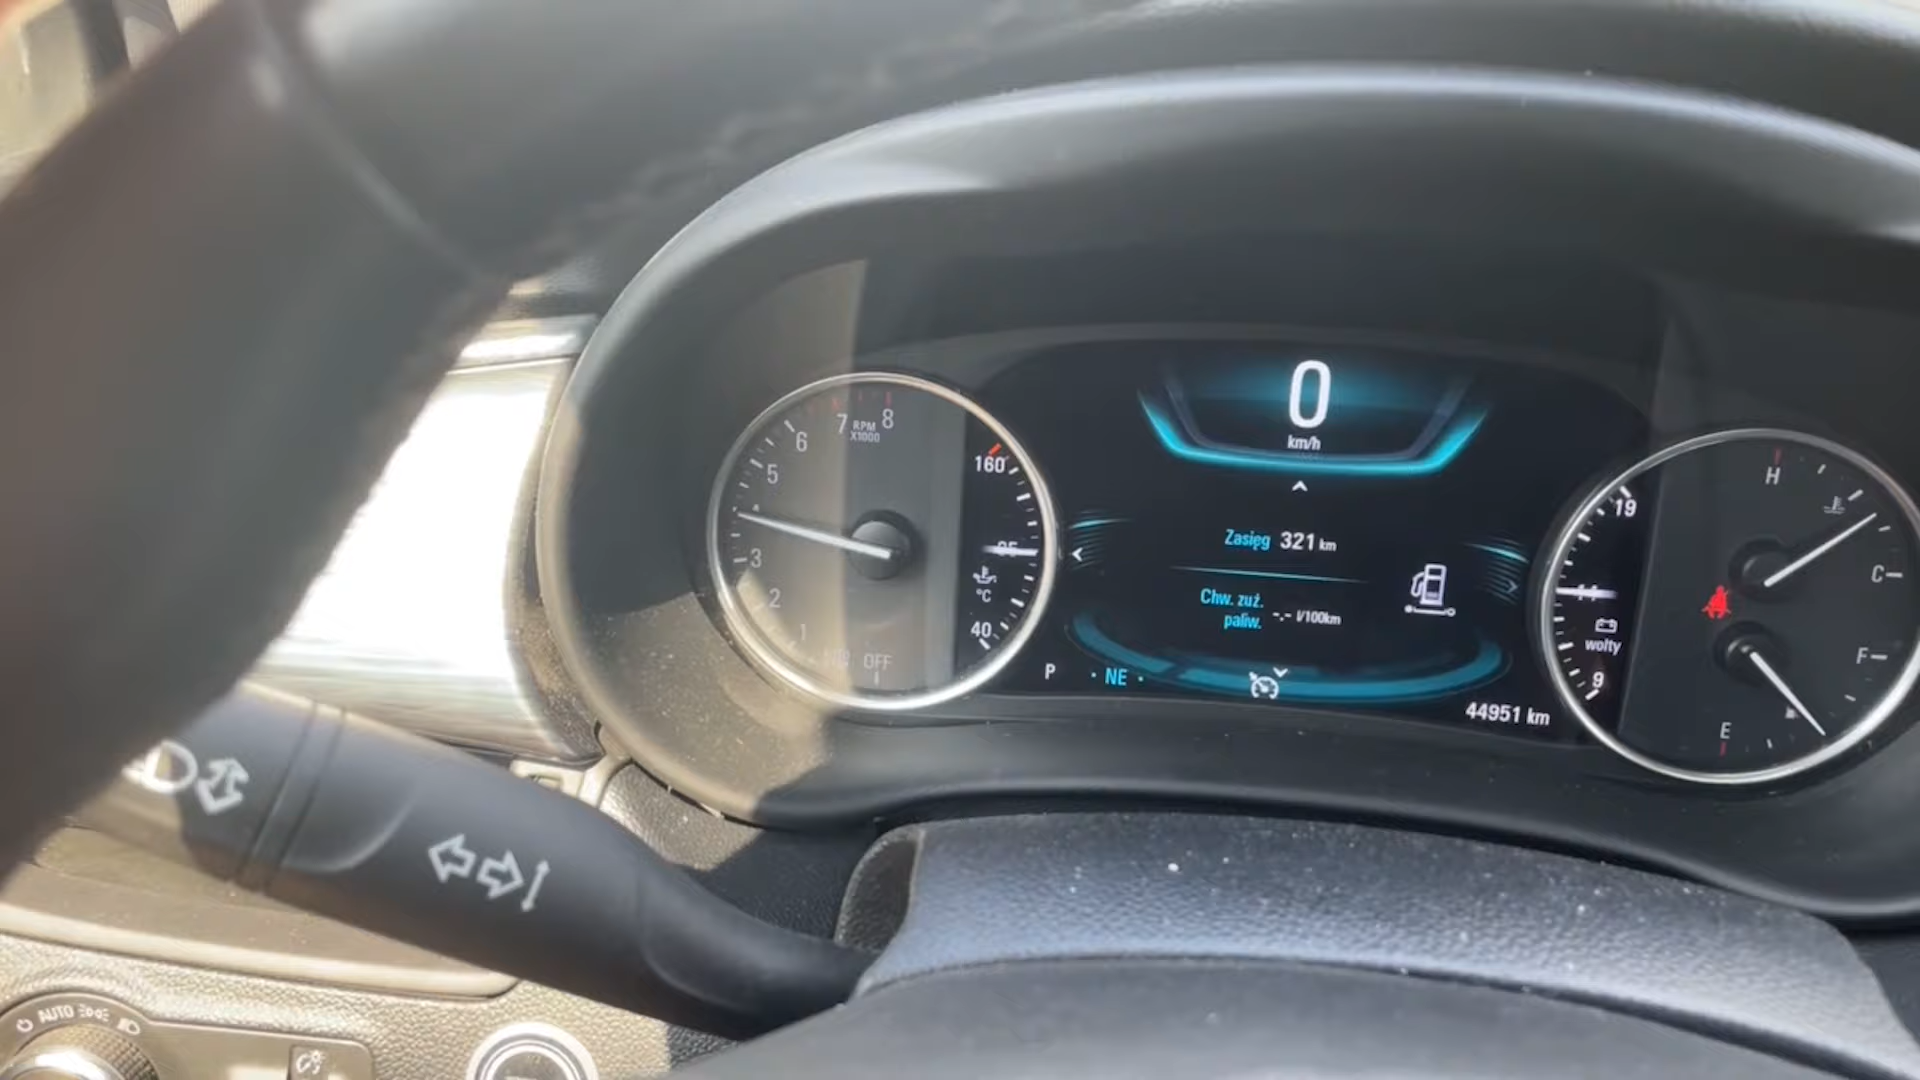 8
7
RPM
X1000
6
5
3
2
1
OFF
160
°C
40
0
km/h
Zasięg 321 km
Chw. zuż.
paliw. -.- l/100km
P
NE
44951 km
19
wolty
9
H
C
F
E
AUTO